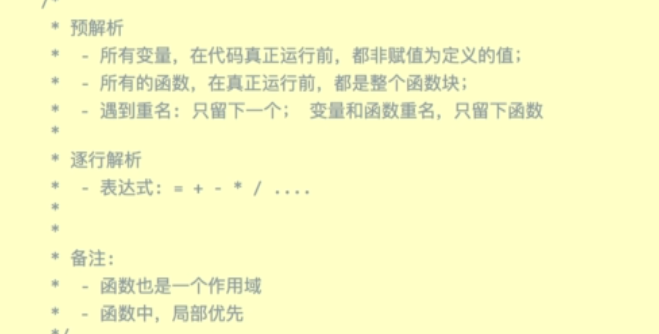 /*
* 预解析
* - 所有变量，在代码真正运行前，都非赋值为定义的值；
* - 所有的函数，在真正运行前，都是整个函数块；
* - 遇到重名：只留下一个； 变量和函数重名，只留下函数
*
* 逐行解析
* - 表达式：= + - * / ....
*
*
* 备注：
* - 函数也是一个作用域
* - 函数中，局部优先
*/